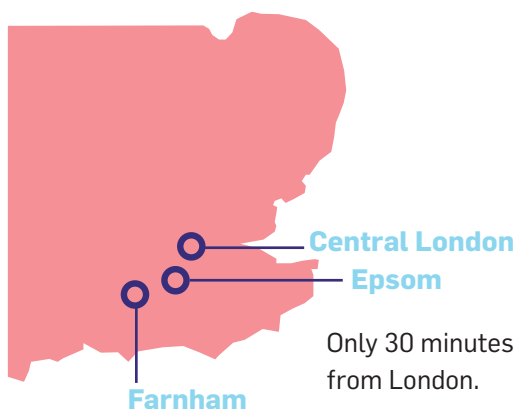 Central London
Epsom
Only 30 minutes
from London.
Farnham